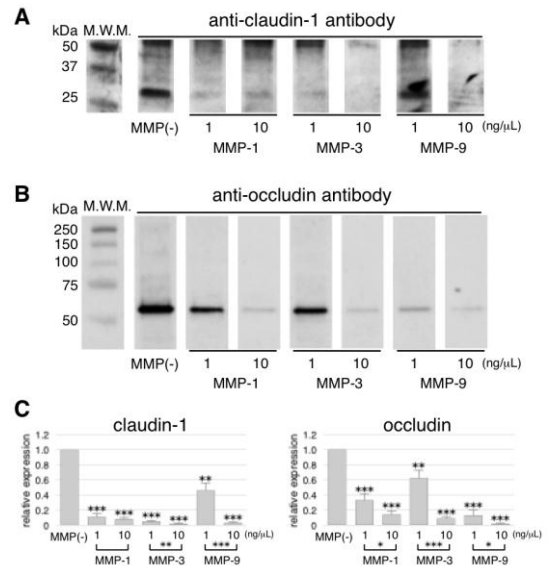 A
anti-claudin-1 antibody
kDa M.W.M.
50
37
25
MMP(-) 1 10 1 10 1 10 (ng/μL)
MMP-1 MMP-3 MMP-9
B
anti-occludin antibody
kDa M.W.M.
250
150
100
75
50
MMP(-) 1 10 1 10 1 10 (ng/μL)
MMP-1 MMP-3 MMP-9
C
claudin-1
relative expression
1.2
1.0
0.8
0.6
0.4
0.2
0
*** *** *** *** ** ***
MMP(-) 1 10 1 10 1 10 (ng/μL)
** ***
MMP-1 MMP-3 MMP-9
occludin
relative expression
1.2
1.0
0.8
0.6
0.4
0.2
0
*** *** ** *** *** ***
MMP(-) 1 10 1 10 1 10 (ng/μL)
* *** *
MMP-1 MMP-3 MMP-9